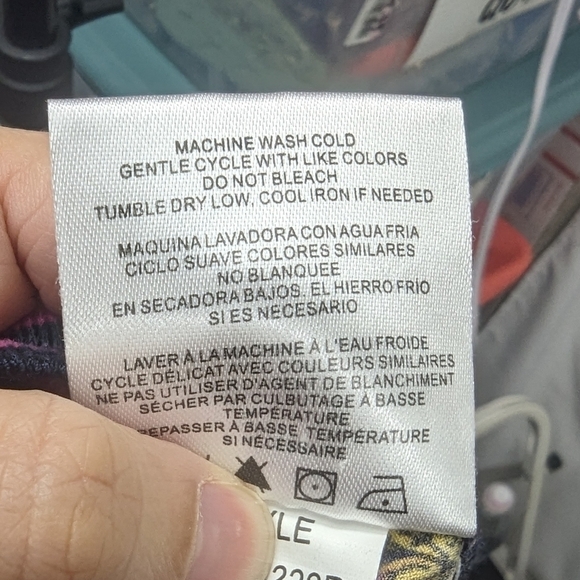 MACHINE WASH COLD
GENTLE CYCLE WITH LIKE COLORS
DO NOT BLEACH
TUMBLE DRY LOW, COOL IRON IF NEEDED
MAQUINA LAVADORA CON AGUA FRIA
CICLO SUAVE COLORES SIMILARES
NO BLANQUEE
EN SECADORA BAJOS. EL HIERRO FRÍO
SI ES NECESARIO
LAVER À LA MACHINE À L'EAU FROIDE
CYCLE DÉLICAT AVEC COULEURS SIMILAIRES
NE PAS UTILISER D'AGENT DE BLANCHIMENT
SÉCHER PAR CULBUTAGE À BASSE
TEMPÉRATURE
REPASSER À BASSE TEMPÉRATURE
SI NÉCESSAIRE
YLE